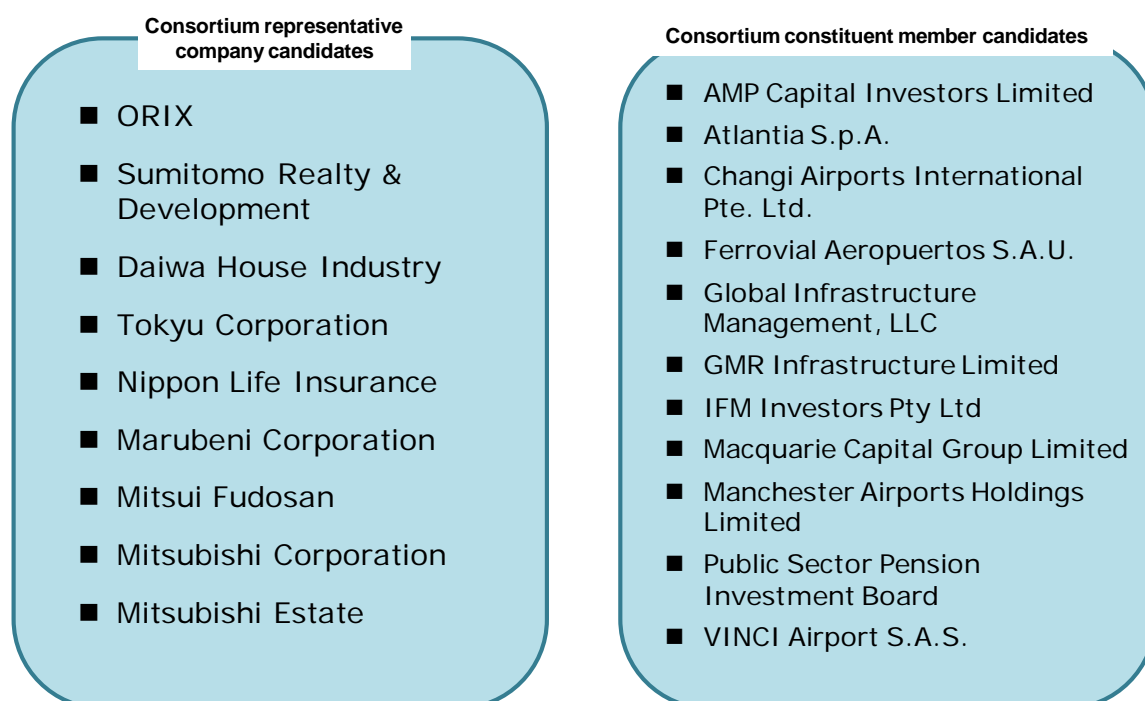 Consortium representative
company candidates
■ ORIX
■ Sumitomo Realty &
Development
■ Daiwa House Industry
■ Tokyu Corporation
■ Nippon Life Insurance
■ Marubeni Corporation
■ Mitsui Fudosan
■ Mitsubishi Corporation
■ Mitsubishi Estate
Consortium constituent member candidates
■ AMP Capital Investors Limited
■ Atlantia S.p.A.
■ Changi Airports International
Pte. Ltd.
■ Ferrovial Aeropuertos S.A.U.
■ Global Infrastructure
Management, LLC
■ GMR Infrastructure Limited
■ IFM Investors Pty Ltd
■ Macquarie Capital Group Limited
■ Manchester Airports Holdings
Limited
■ Public Sector Pension
Investment Board
■ VINCI Airport S.A.S.